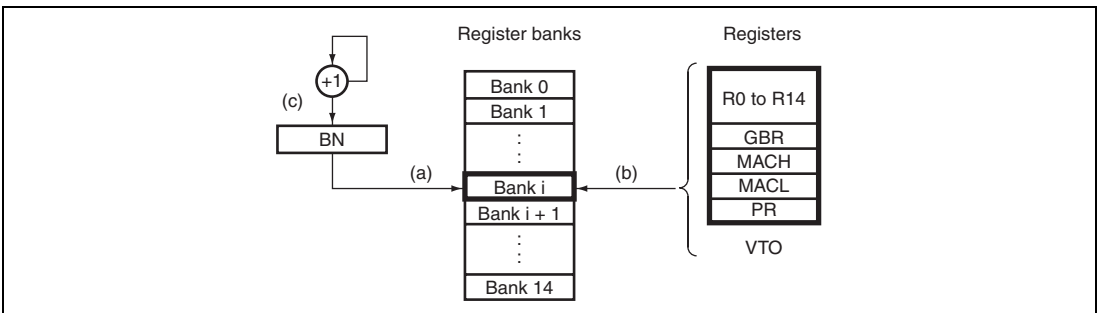 Register banks
Registers
+1
(c)
BN
(a)
Bank 0
Bank 1
⋮
Bank i
Bank i + 1
⋮
Bank 14
(b)
R0 to R14
GBR
MACH
MACL
PR
VTO